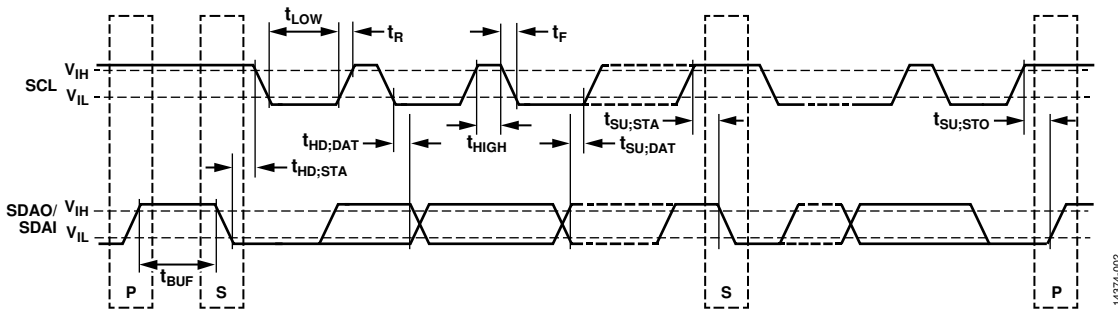 tLOW
tR
tF
SCL
VIH
VIL
tHD;DAT
tHIGH
tSU;STA
tSU;DAT
tSU;STO
tHD;STA
SDAO/
SDAI
VIH
VIL
tBUF
P
S
S
P
14374-002